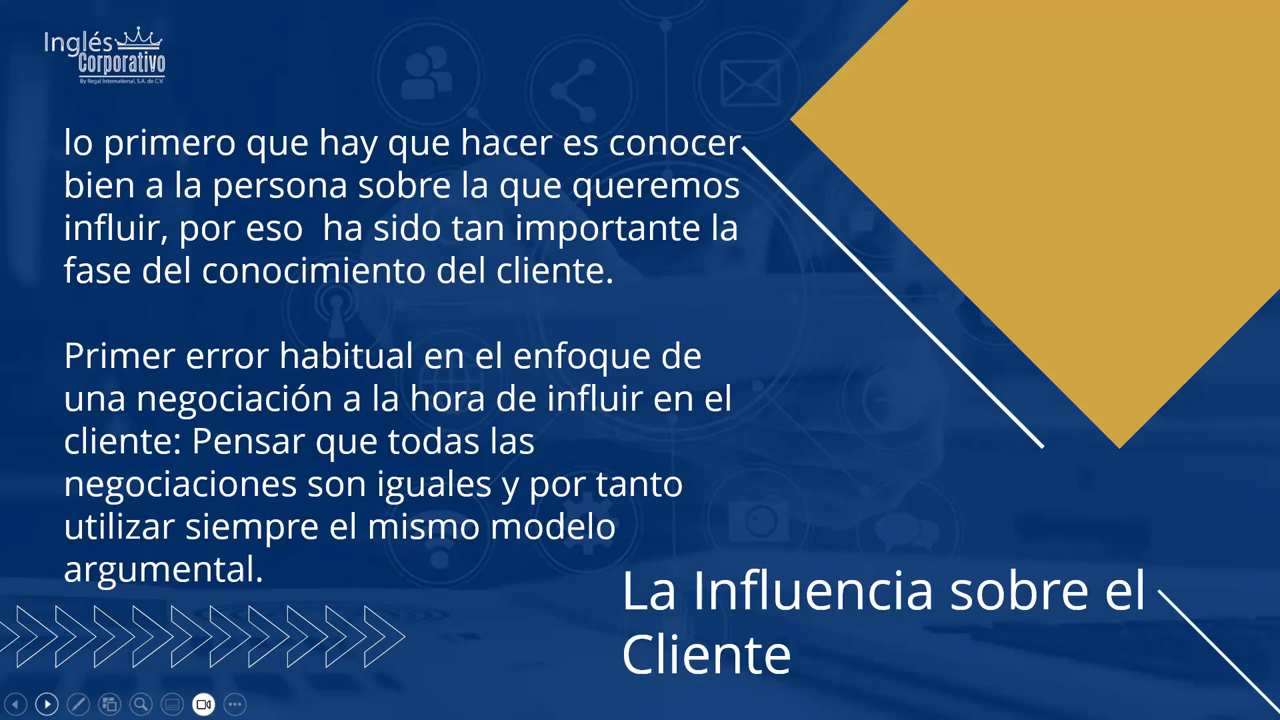 Inglés
Corporativo
By Regal International, S.A. de C.V.
lo primero que hay que hacer es conocer
bien a la persona sobre la que queremos
influir, por eso  ha sido tan importante la
fase del conocimiento del cliente.
Primer error habitual en el enfoque de
una negociación a la hora de influir en el
cliente: Pensar que todas las
negociaciones son iguales y por tanto
utilizar siempre el mismo modelo
argumental.
La Influencia sobre el
Cliente